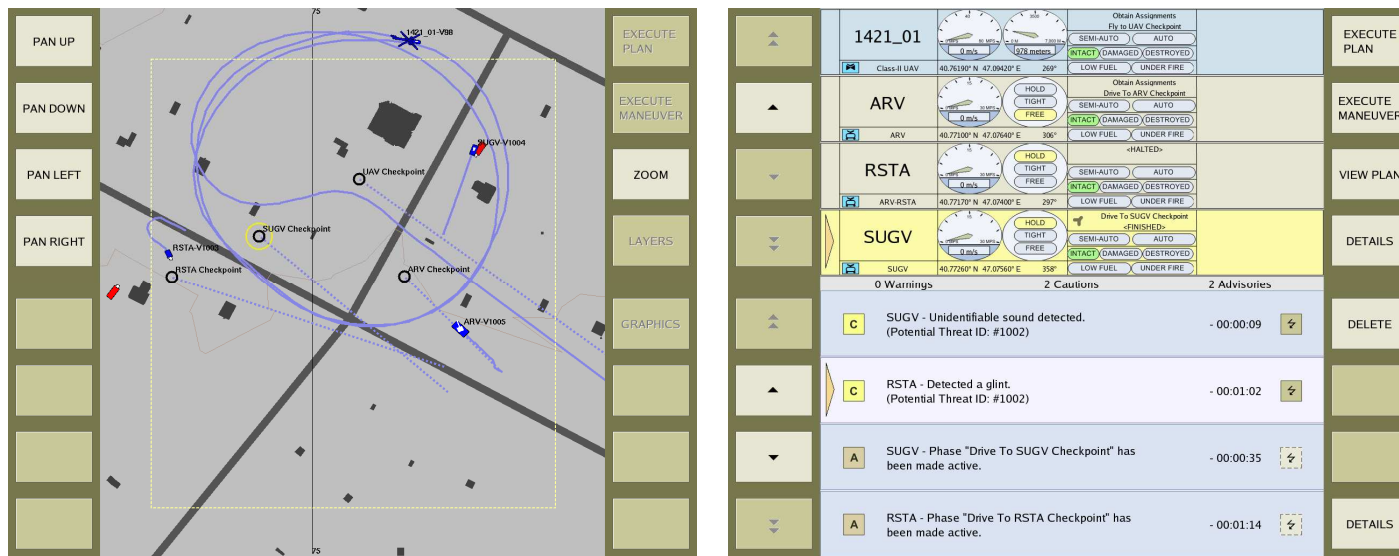 PAN UP
PAN DOWN
PAN LEFT
PAN RIGHT
75
1421_01-V98
SUGV-V1004
UAV Checkpoint
SUGV Checkpoint
RSTA-V1003
RSTA Checkpoint
ARV Checkpoint
ARV-V1005
75
EXECUTE
PLAN
EXECUTE
MANEUVER
ZOOM
LAYERS
GRAPHICS
1421_01
0 m/s
978 meters
Obtain Assignments
Fly to UAV Checkpoint
SEMI-AUTO AUTO
INTACT DAMAGED DESTROYED
Class-II UAV 40.76190° N 47.09420° E 269° LOW FUEL UNDER FIRE
ARV
0 m/s
HOLD
TIGHT
FREE
Obtain Assignments
Drive To ARV Checkpoint
SEMI-AUTO AUTO
INTACT DAMAGED DESTROYED
ARV 40.77100° N 47.07640° E 306° LOW FUEL UNDER FIRE
RSTA
0 m/s
HOLD
TIGHT
FREE
<HALTED>
SEMI-AUTO AUTO
INTACT DAMAGED DESTROYED
ARV-RSTA 40.77170° N 47.07400° E 297° LOW FUEL UNDER FIRE
SUGV
0 m/s
HOLD
TIGHT
FREE
Drive To SUGV Checkpoint
<FINISHED>
SEMI-AUTO AUTO
INTACT DAMAGED DESTROYED
SUGV 40.77260° N 47.07560° E 358° LOW FUEL UNDER FIRE
0 Warnings 2 Cautions 2 Advisories
C SUGV - Unidentifiable sound detected. - 00:00:09
(Potential Threat ID: #1002)
C RSTA - Detected a glint. - 00:01:02
(Potential Threat ID: #1002)
A SUGV - Phase "Drive To SUGV Checkpoint" has - 00:00:35
been made active.
A RSTA - Phase "Drive To RSTA Checkpoint" has - 00:01:14
been made active.
EXECUTE
PLAN
EXECUTE
MANEUVER
VIEW PLAN
DETAILS
DELETE
DETAILS